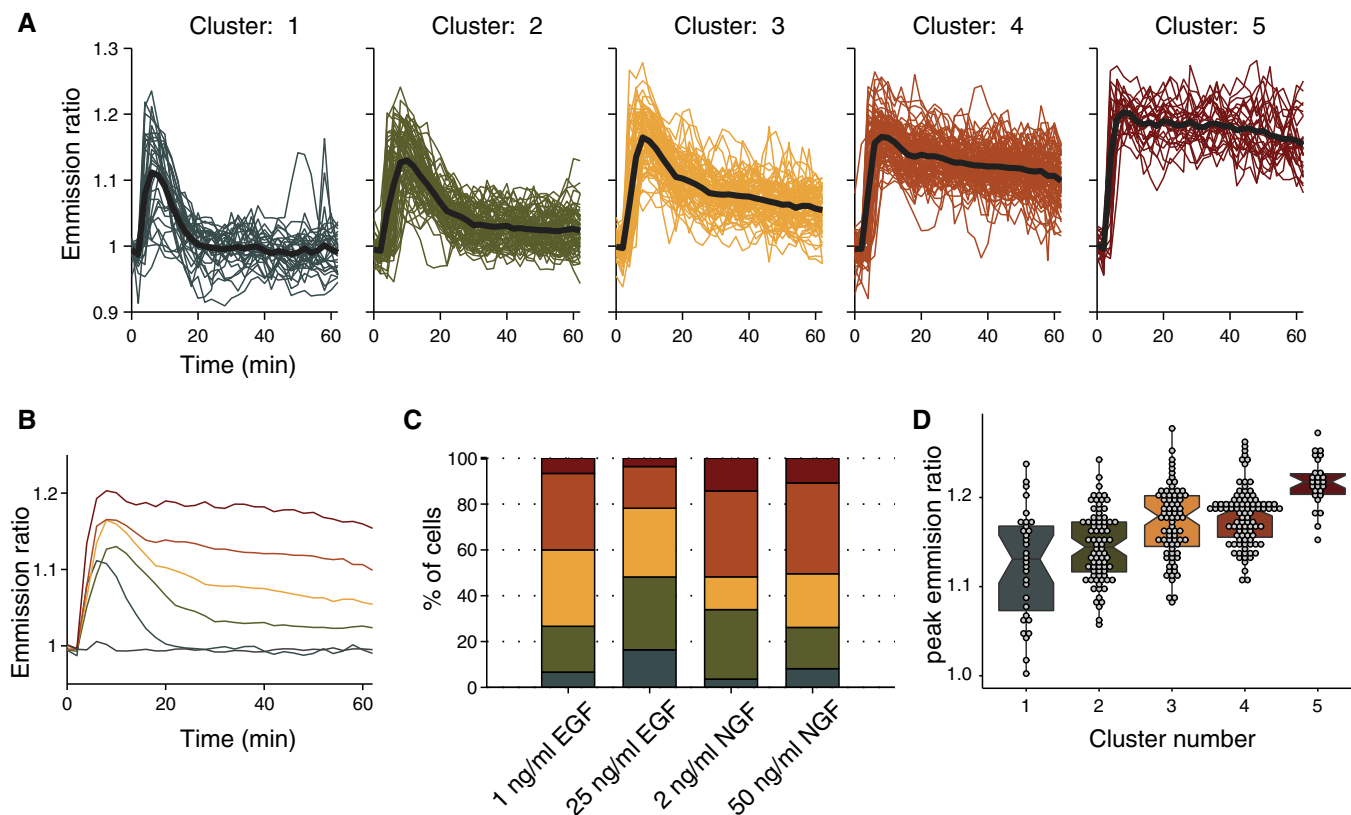 A
Cluster: 1
Cluster: 2
Cluster: 3
Cluster: 4
Cluster: 5
Emmission ratio
1.3
1.2
1.1
1
0.9
0 20 40 60
0 20 40 60
0 20 40 60
0 20 40 60
0 20 40 60
Time (min)
B
Emmission ratio
1.2
1.1
1
0 20 40 60
Time (min)
C
% of cells
100
80
60
40
20
0
1 ng/ml EGF
25 ng/ml EGF
2 ng/ml NGF
50 ng/ml NGF
D
peak emmision ratio
1.2
1.1
1.0
1 2 3 4 5
Cluster number